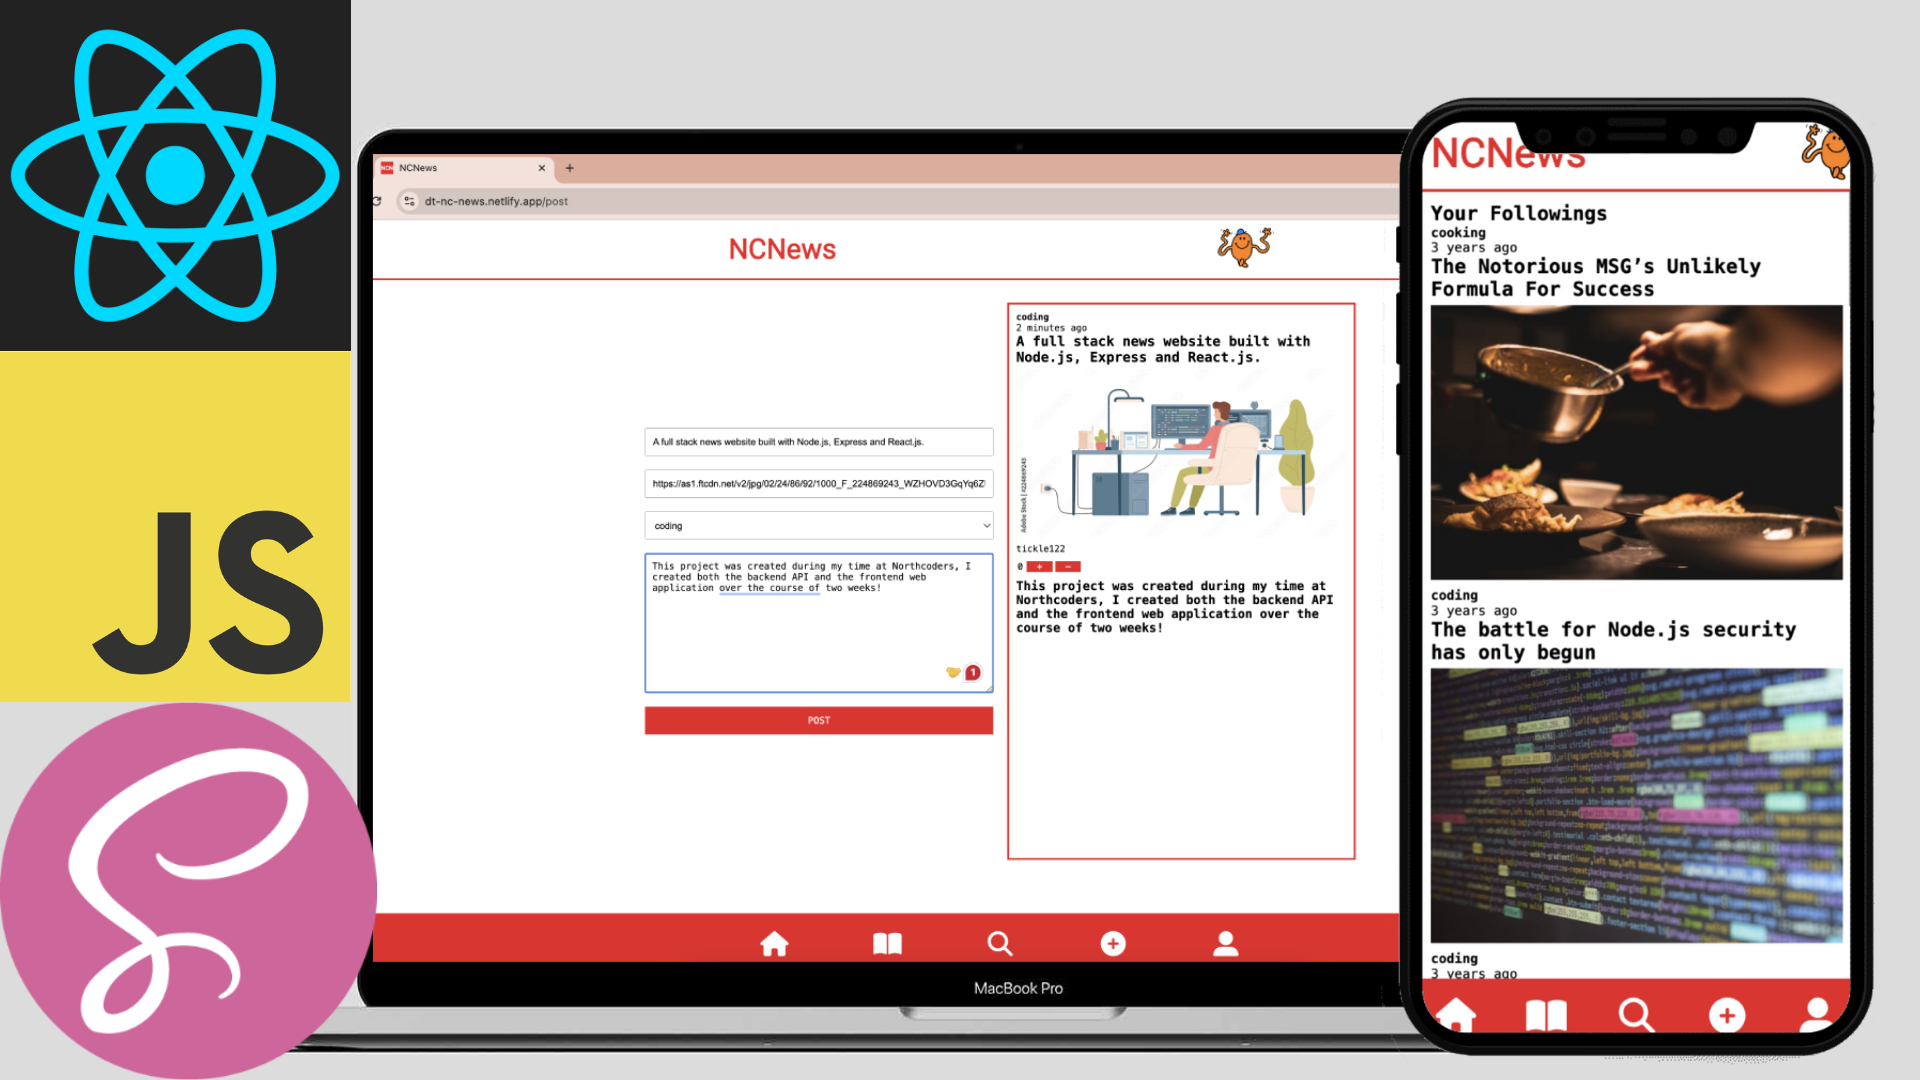 JS
NCNews
dt-nc-news.netlify.app/post
NCNews
A full stack news website built with Node.js, Express and React.js.
https://as1.ftcdn.net/v2/jpg/02/24/86/92/1000_F_224869243_WZHOVD3GqYq6Z
coding
This project was created during my time at Northcoders, I
created both the backend API and the frontend web
application over the course of two weeks!
1
POST
coding
2 minutes ago
A full stack news website built with
Node.js, Express and React.js.
Adobe Stock | #224869243
tickle122
0 + −
This project was created during my time at
Northcoders, I created both the backend API
and the frontend web application over the
course of two weeks!
MacBook Pro
NCNews
Your Followings
cooking
3 years ago
The Notorious MSG’s Unlikely
Formula For Success
coding
3 years ago
The battle for Node.js security
has only begun
coding
3 years ago